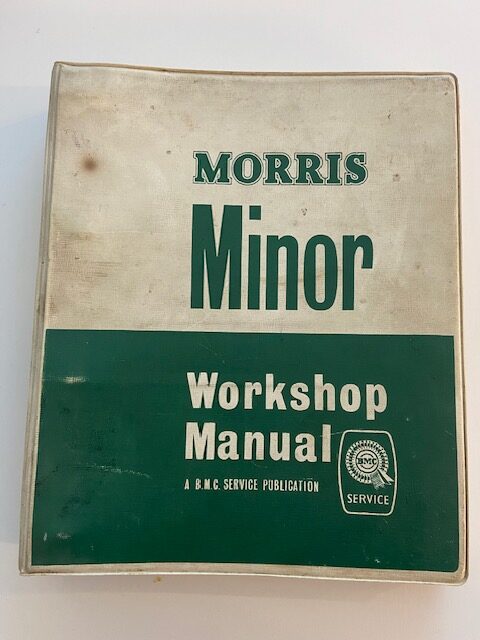 MORRIS
Minor
Workshop
Manual
A B.M.C. SERVICE PUBLICATION
BMC
SERVICE